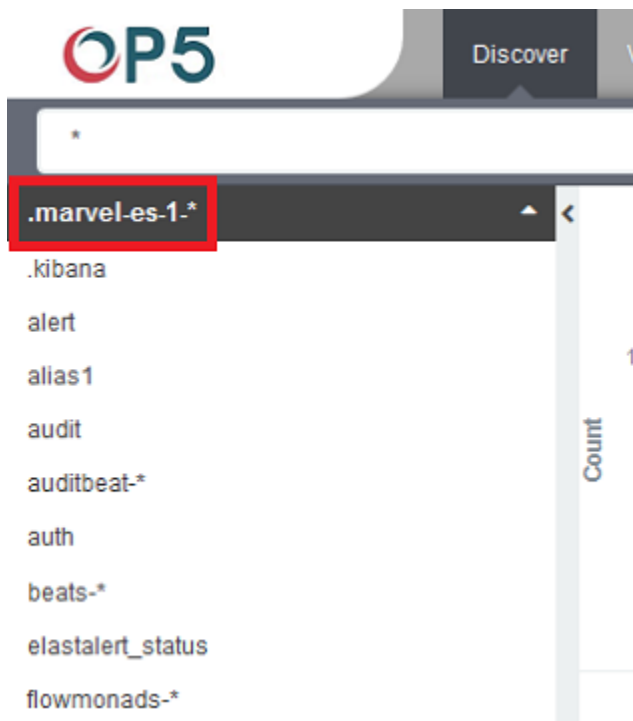 OP5
Discover
*
.marvel-es-1-*
.kibana
alert
alias1
audit
auditbeat-*
auth
beats-*
elastalert_status
flowmonads-*
Count